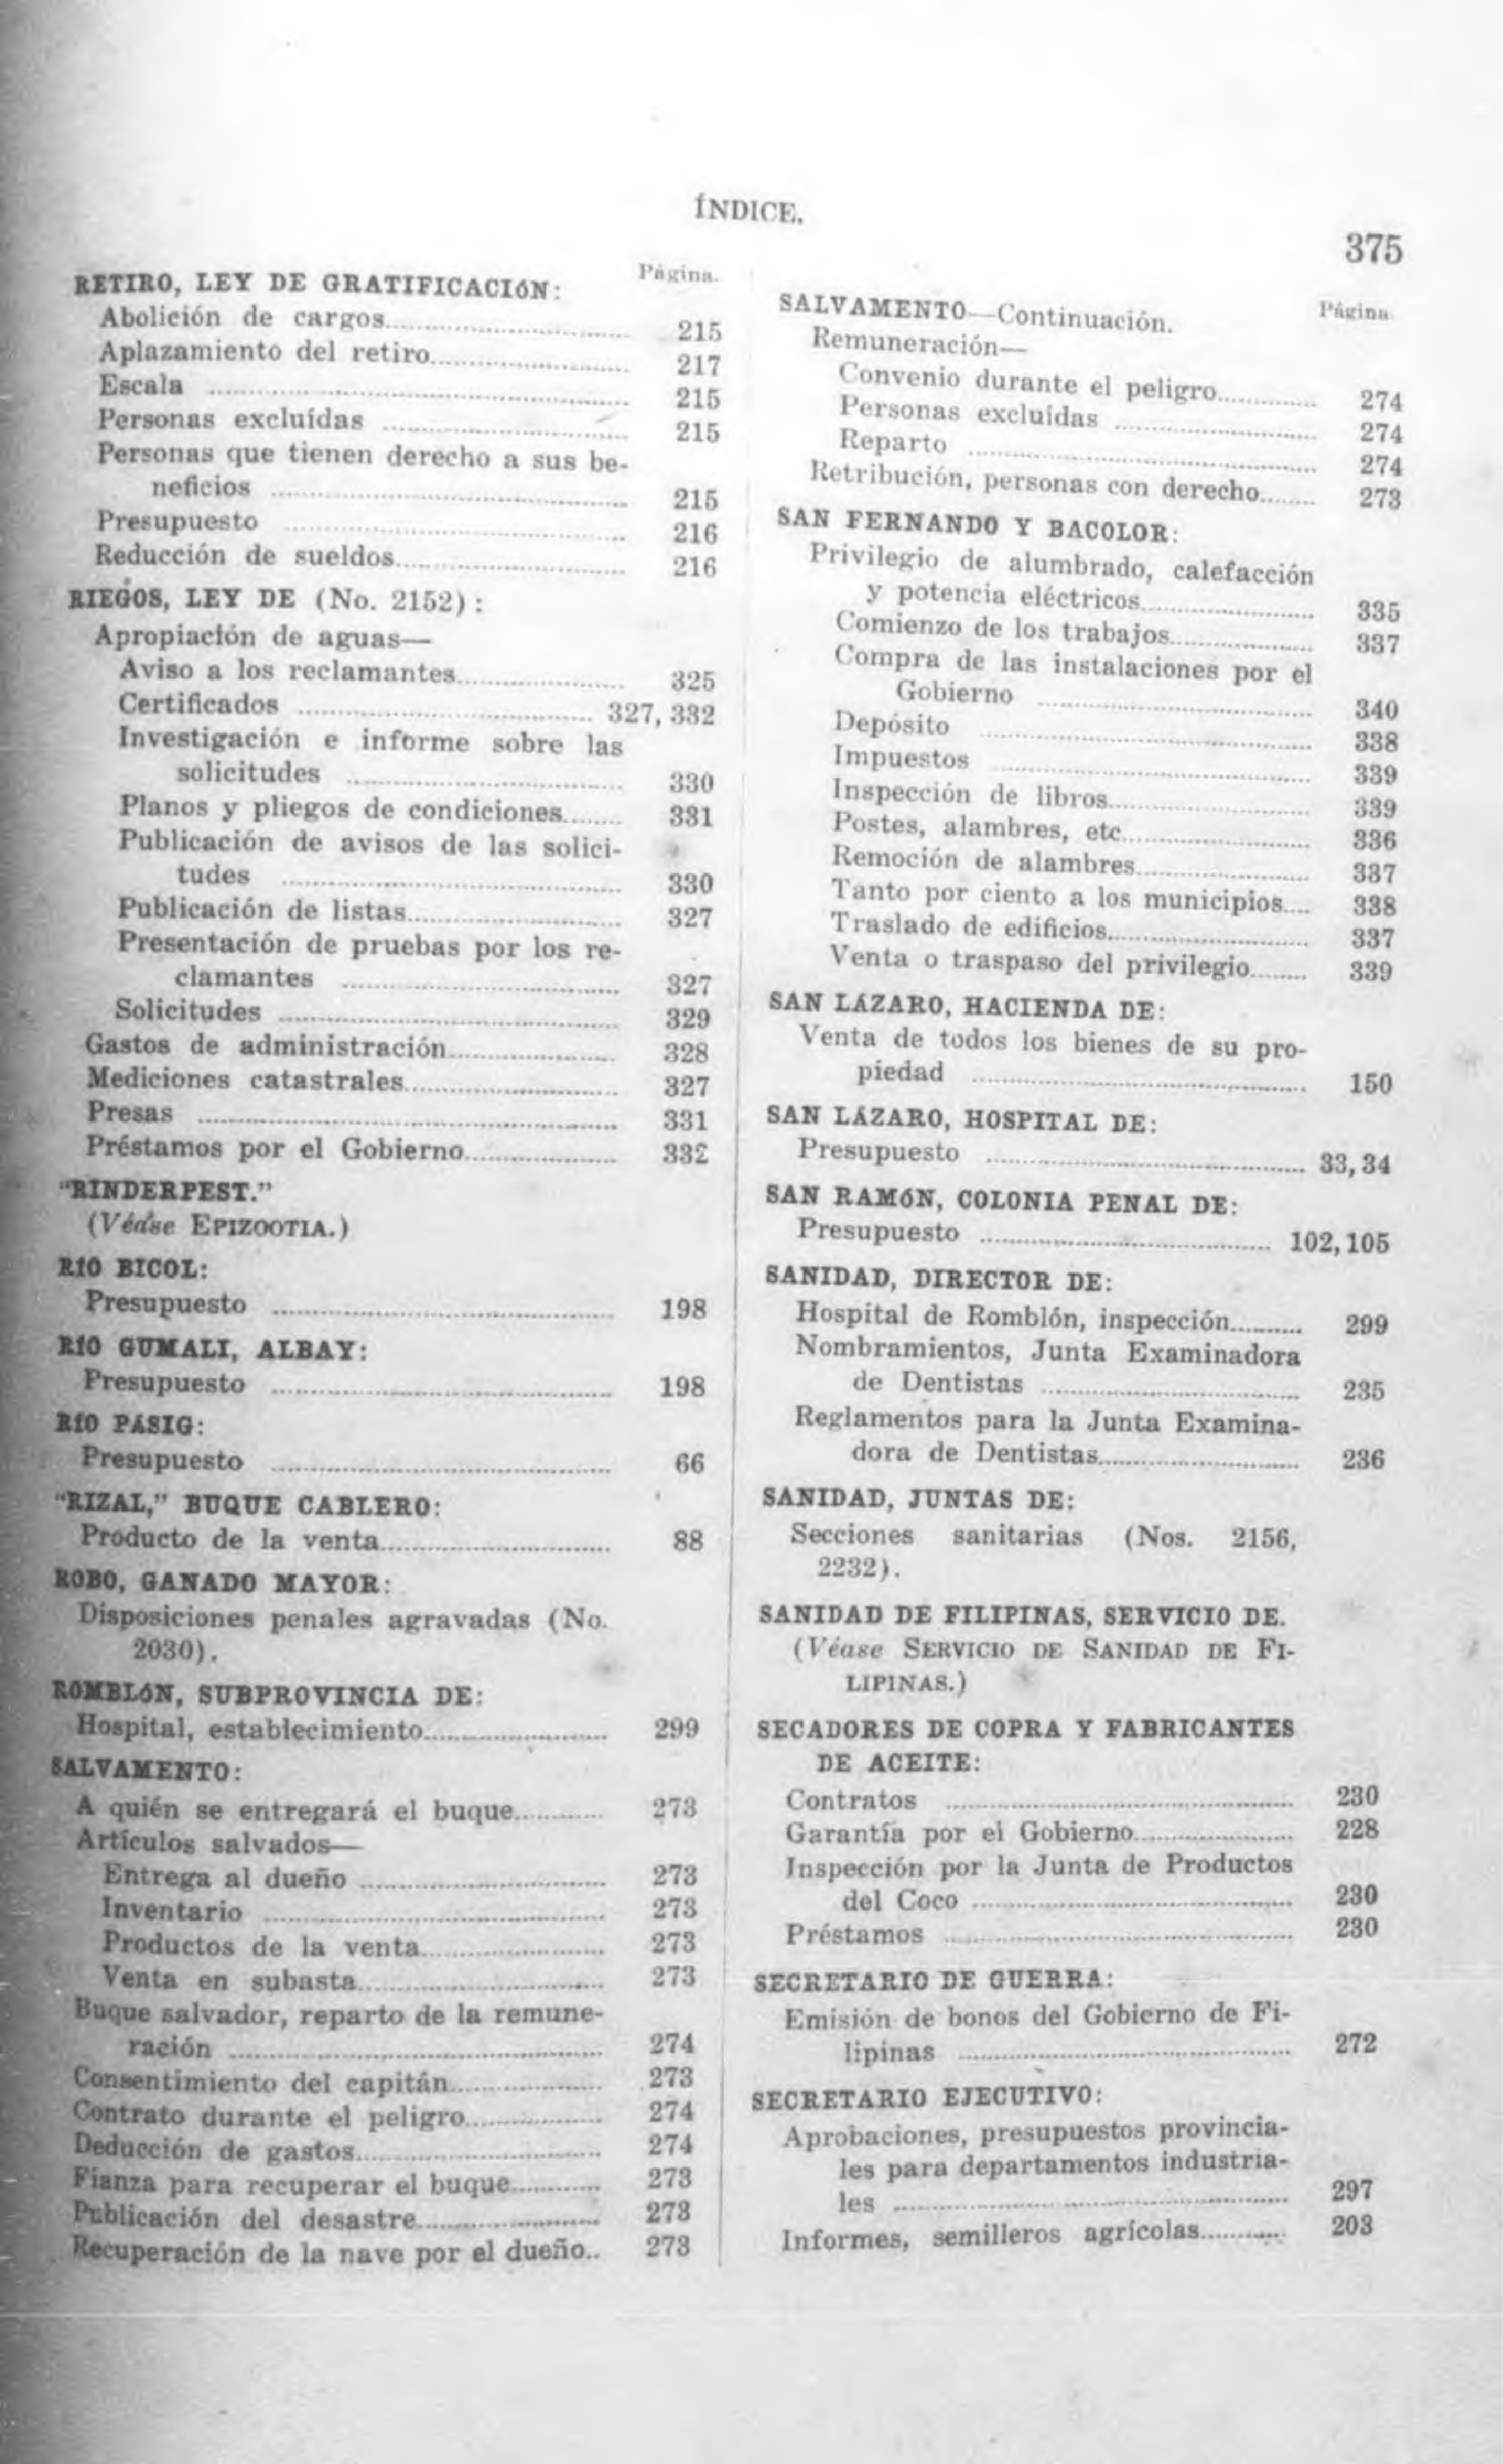 ÍNDICE.
375
Página.
RETIRO, LEY DE GRATIFICACIÓN:
Abolición de cargos 215
Aplazamiento del retiro 217
Escala 215
Personas excluídas 215
Personas que tienen derecho a sus be-
neficios 215
Presupuesto 216
Reducción de sueldos 216
RIEGOS, LEY DE (No. 2152):
Apropiación de aguas—
Aviso a los reclamantes 325
Certificados 327, 332
Investigación e informe sobre las
solicitudes 330
Planos y pliegos de condiciones 331
Publicación de avisos de las solici-
tudes 330
Publicación de listas 327
Presentación de pruebas por los re-
clamantes 327
Solicitudes 329
Gastos de administración 328
Mediciones catastrales 327
Presas 331
Préstamos por el Gobierno 332
"RINDERPEST."
(Véase EPIZOOTIA.)
RÍO BICOL:
Presupuesto 198
RÍO GUMALI, ALBAY:
Presupuesto 198
RÍO PÁSIG:
Presupuesto 66
"RIZAL," BUQUE CABLERO:
Producto de la venta 88
ROBO, GANADO MAYOR:
Disposiciones penales agravadas (No.
2030).
ROMBLÓN, SUBPROVINCIA DE:
Hospital, establecimiento 299
SALVAMENTO:
A quién se entregará el buque 273
Artículos salvados—
Entrega al dueño 273
Inventario 273
Productos de la venta 273
Venta en subasta 273
Buque salvador, reparto de la remune-
ración 274
Consentimiento del capitán 273
Contrato durante el peligro 274
Deducción de gastos 274
Fianza para recuperar el buque 273
Publicación del desastre 273
Recuperación de la nave por el dueño.. 273
Página
SALVAMENTO—Continuación.
Remuneración—
Convenio durante el peligro 274
Personas excluídas 274
Reparto 274
Retribución, personas con derecho 273
SAN FERNANDO Y BACOLOR:
Privilegio de alumbrado, calefacción
y potencia eléctricos 335
Comienzo de los trabajos 337
Compra de las instalaciones por el
Gobierno 340
Depósito 338
Impuestos 339
Inspección de libros 339
Postes, alambres, etc 336
Remoción de alambres 337
Tanto por ciento a los municipios.... 338
Traslado de edificios 337
Venta o traspaso del privilegio 339
SAN LÁZARO, HACIENDA DE:
Venta de todos los bienes de su pro-
piedad 150
SAN LÁZARO, HOSPITAL DE:
Presupuesto 33, 34
SAN RAMÓN, COLONIA PENAL DE:
Presupuesto 102, 105
SANIDAD, DIRECTOR DE:
Hospital de Romblón, inspección 299
Nombramientos, Junta Examinadora
de Dentistas 235
Reglamentos para la Junta Examina-
dora de Dentistas 236
SANIDAD, JUNTAS DE:
Secciones sanitarias (Nos. 2156,
2232).
SANIDAD DE FILIPINAS, SERVICIO DE.
(Véase SERVICIO DE SANIDAD DE FI-
LIPINAS.)
SECADORES DE COPRA Y FABRICANTES
DE ACEITE:
Contratos 230
Garantía por el Gobierno 228
Inspección por la Junta de Productos
del Coco 230
Préstamos 230
SECRETARIO DE GUERRA:
Emisión de bonos del Gobierno de Fi-
lipinas 272
SECRETARIO EJECUTIVO:
Aprobaciones, presupuestos provincia-
les para departamentos industria-
les 297
Informes, semilleros agrícolas 203